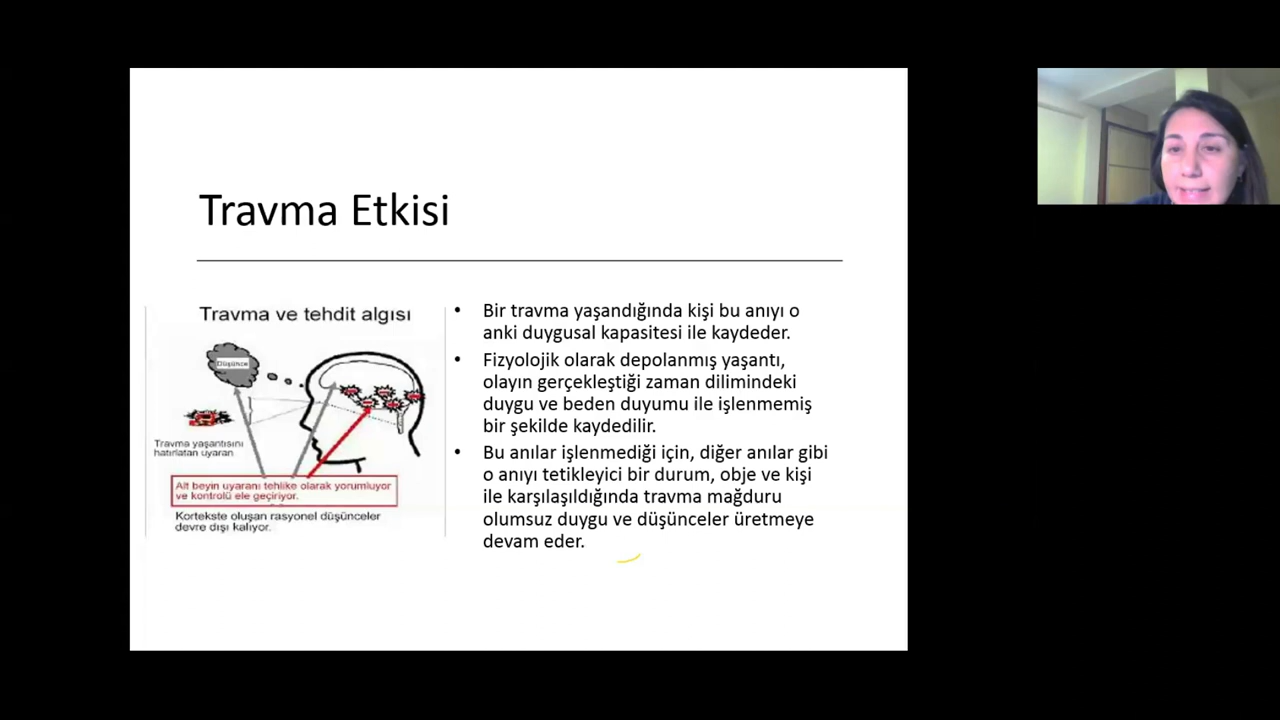 Travma Etkisi
Travma ve tehdit algısı
Düşünce
Travma yaşantısını
hatırlatan uyaran
Alt beyin uyaranı tehlike olarak yorumluyor
ve kontrolü ele geçiriyor.
Kortekste oluşan rasyonel düşünceler
devre dışı kalıyor.
• Bir travma yaşandığında kişi bu anıyı o
anki duygusal kapasitesi ile kaydeder.
• Fizyolojik olarak depolanmış yaşantı,
olayın gerçekleştiği zaman dilimindeki
duygu ve beden duyumu ile işlenmemiş
bir şekilde kaydedilir.
• Bu anılar işlenmediği için, diğer anılar gibi
o anıyı tetikleyici bir durum, obje ve kişi
ile karşılaşıldığında travma mağduru
olumsuz duygu ve düşünceler üretmeye
devam eder.